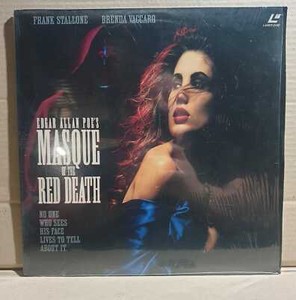 FRANK STALLONE BRENDA VACCARO
EDGAR ALLAN POE'S
MASQUE
OF THE
RED DEATH
NO ONE
WHO SEES
HIS FACE
LIVES TO TELL
ABOUT IT.